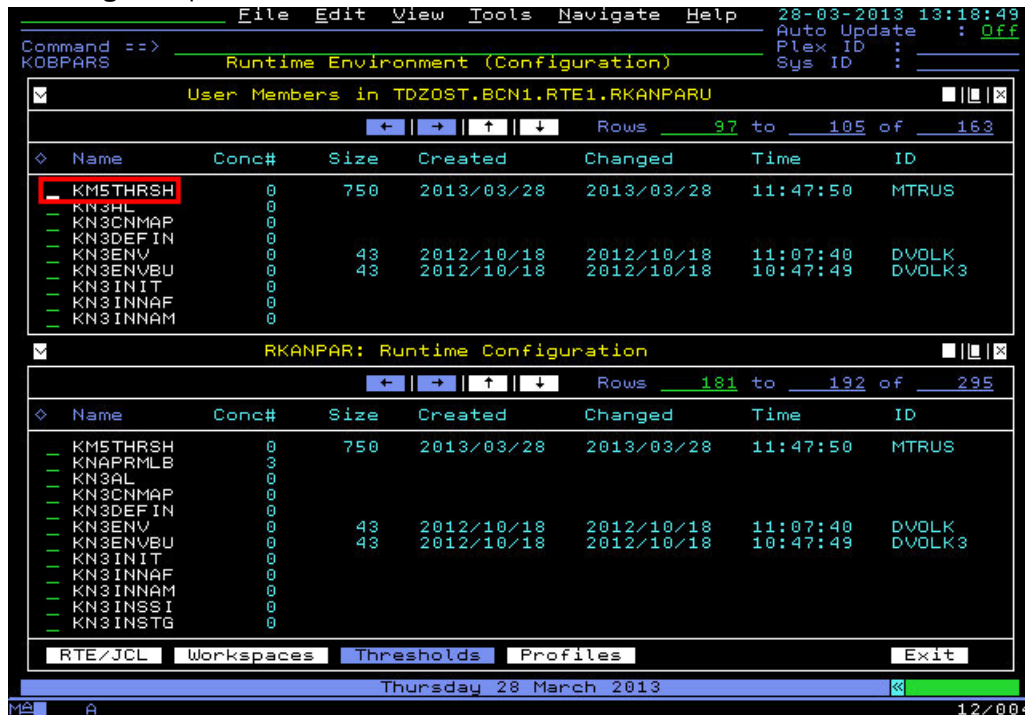 File Edit View Tools Navigate Help 28-03-2013 13:18:49
Auto Update : Off
Command ==> Plex ID :
KOBPARS Runtime Environment (Configuration) Sys ID :
User Members in TDZOST.BCN1.RTE1.RKANPARU
← | → | ↑ | ↓ Rows 97 to 105 of 163
◇ Name Conc# Size Created Changed Time ID
_ KM5THRSH 0 750 2013/03/28 2013/03/28 11:47:50 MTRUS
_ KN3AL 0
_ KN3CNMAP 0
_ KN3DEFIN 0
_ KN3ENV 0 43 2012/10/18 2012/10/18 11:07:40 DVOLK
_ KN3ENVBU 0 43 2012/10/18 2012/10/18 10:47:49 DVOLK3
_ KN3INIT 0
_ KN3INNAF 0
_ KN3INNAM 0
RKANPAR: Runtime Configuration
← | → | ↑ | ↓ Rows 181 to 192 of 295
◇ Name Conc# Size Created Changed Time ID
_ KM5THRSH 0 750 2013/03/28 2013/03/28 11:47:50 MTRUS
_ KNAPRMLB 3
_ KN3AL 0
_ KN3CNMAP 0
_ KN3DEFIN 0
_ KN3ENV 0 43 2012/10/18 2012/10/18 11:07:40 DVOLK
_ KN3ENVBU 0 43 2012/10/18 2012/10/18 10:47:49 DVOLK3
_ KN3INIT 0
_ KN3INNAF 0
_ KN3INNAM 0
_ KN3INSSI 0
_ KN3INSTG 0
RTE/JCL Workspaces Thresholds Profiles Exit
Thursday 28 March 2013 «
MA A 12/004